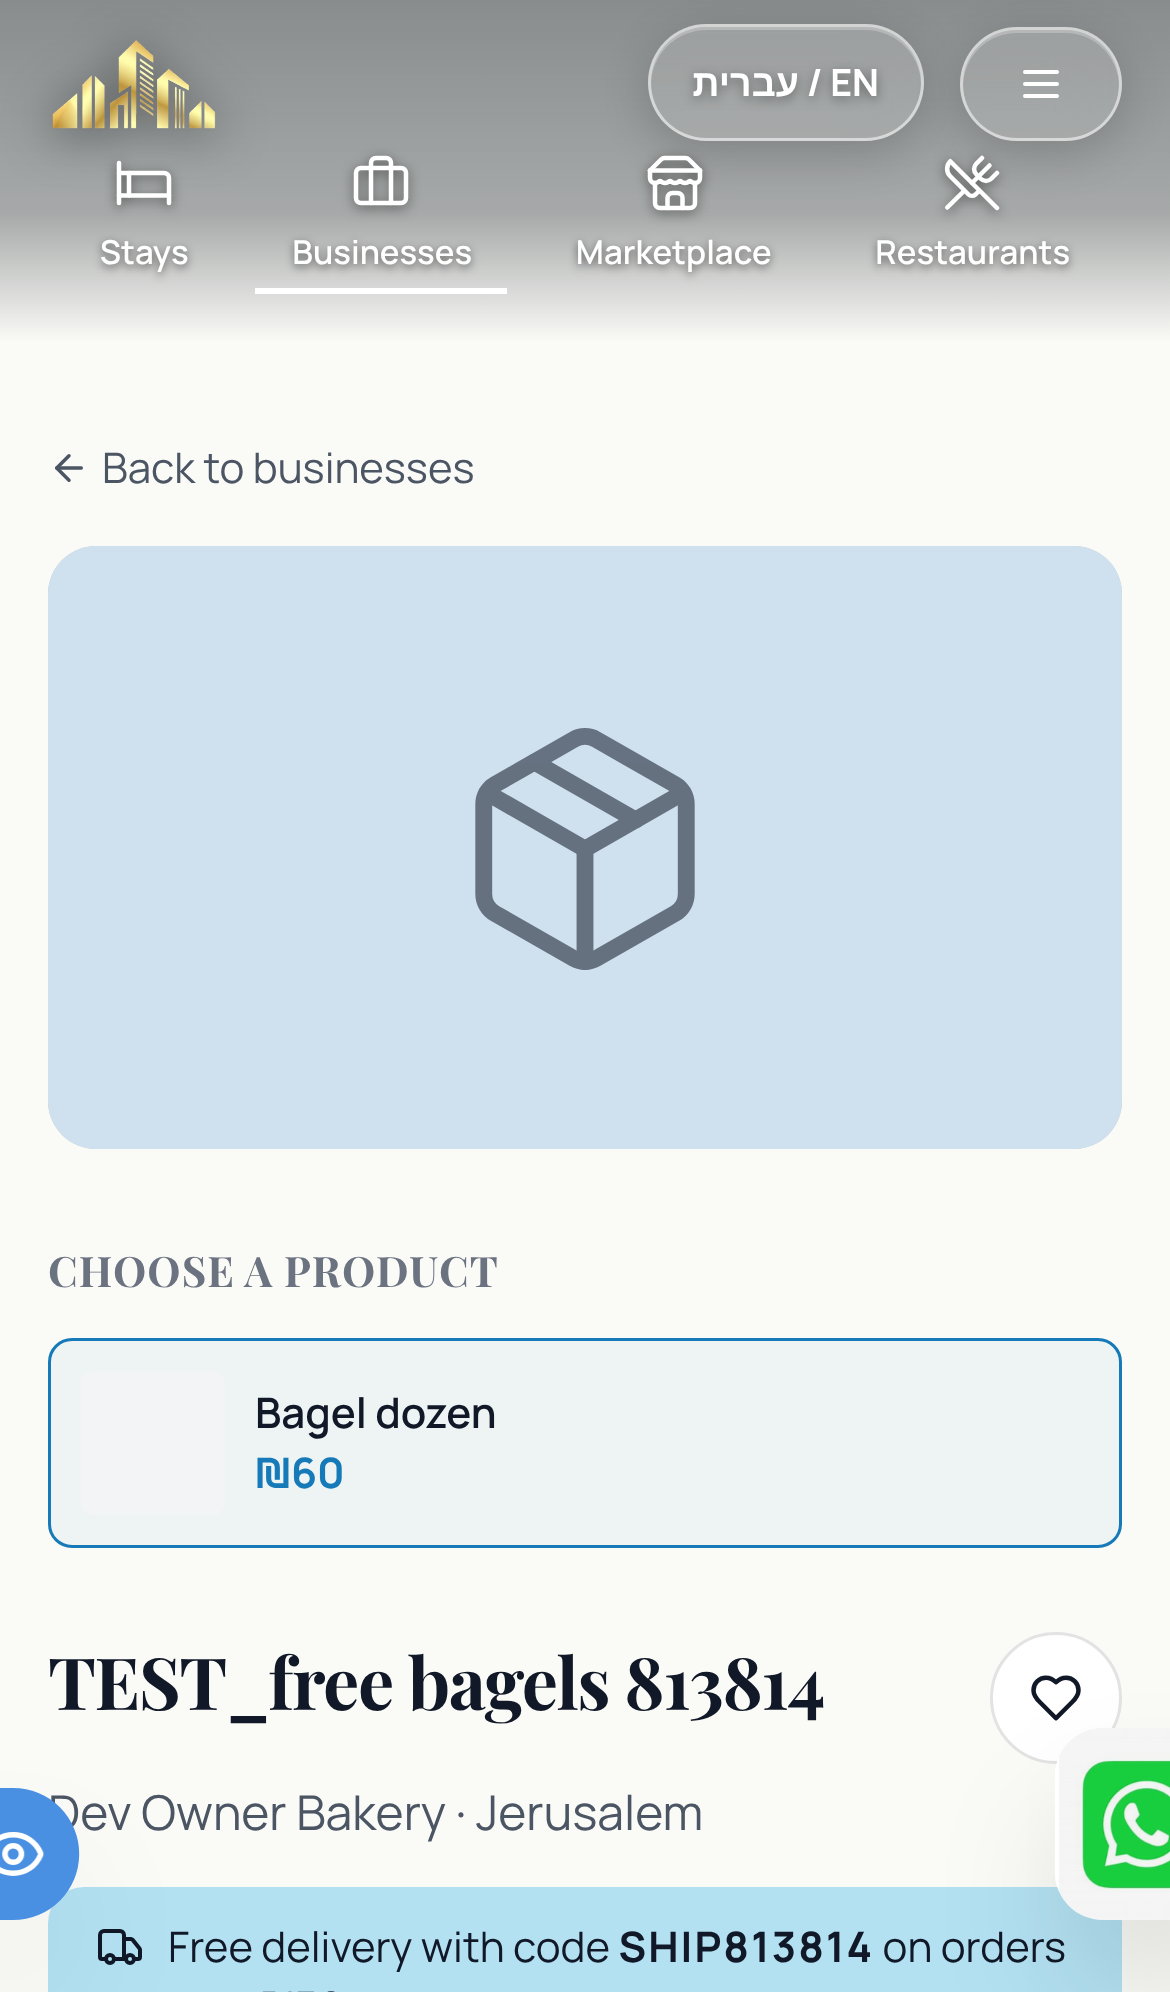 עברית / EN
Stays Businesses Marketplace Restaurants
Back to businesses
CHOOSE A PRODUCT
Bagel dozen
₪60
TEST_free bagels 813814
Dev Owner Bakery · Jerusalem
Free delivery with code SHIP813814 on orders